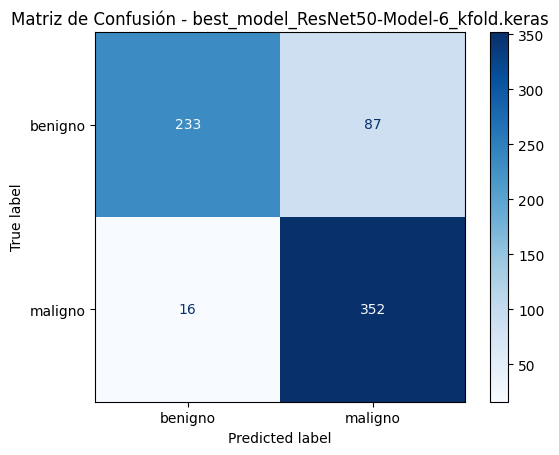 Matriz de Confusión - best_model_ResNet50-Model-6_kfold.keras
350
300
250
200
150
100
50
benigno
233
87
True label
maligno
16
352
benigno
maligno
Predicted label